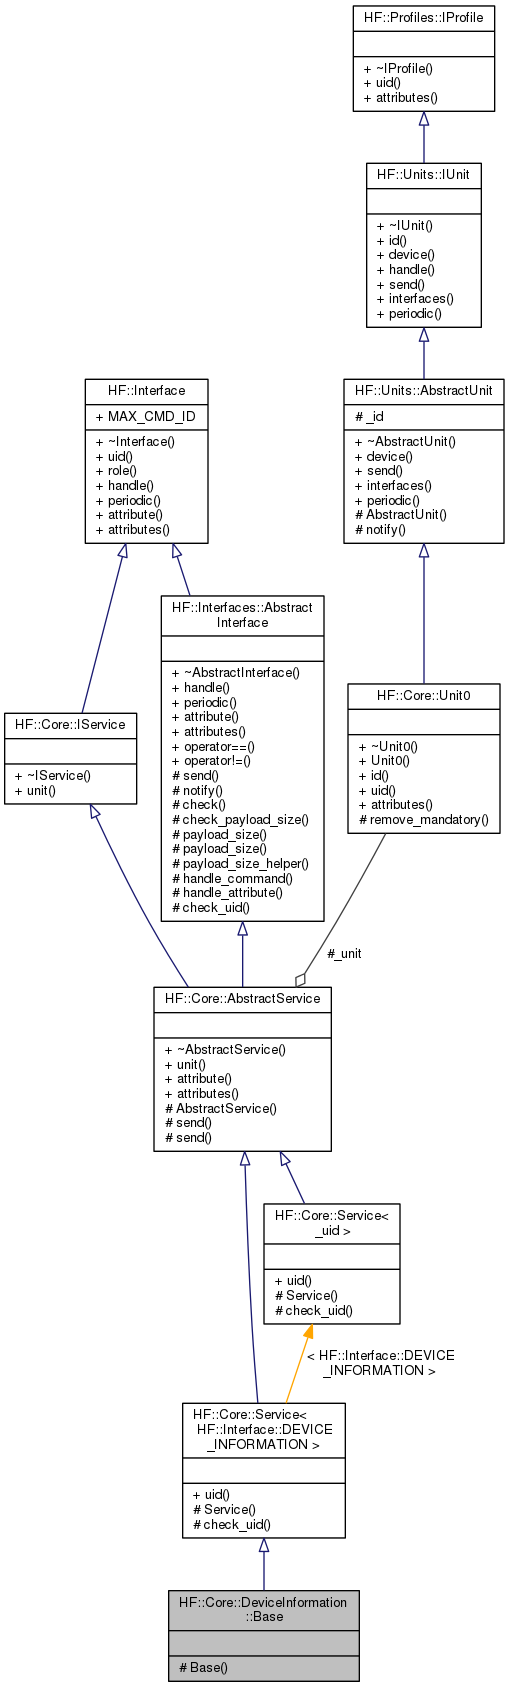 HF::Profiles::IProfile
+ ~IProfile()
+ uid()
+ attributes()
HF::Units::IUnit
+ ~IUnit()
+ id()
+ device()
+ handle()
+ send()
+ interfaces()
+ periodic()
HF::Interface
+ MAX_CMD_ID
+ ~Interface()
+ uid()
+ role()
+ handle()
+ periodic()
+ attribute()
+ attributes()
HF::Units::AbstractUnit
# _id
+ ~AbstractUnit()
+ device()
+ send()
+ interfaces()
+ periodic()
# AbstractUnit()
# notify()
HF::Interfaces::Abstract
Interface
+ ~AbstractInterface()
+ handle()
+ periodic()
+ attribute()
+ attributes()
+ operator==()
+ operator!=()
# send()
# notify()
# check()
# check_payload_size()
# payload_size()
# payload_size()
# payload_size_helper()
# handle_command()
# handle_attribute()
# check_uid()
HF::Core::IService
+ ~IService()
+ unit()
HF::Core::Unit0
+ ~Unit0()
+ Unit0()
+ id()
+ uid()
+ attributes()
# remove_mandatory()
#_unit
HF::Core::AbstractService
+ ~AbstractService()
+ unit()
+ attribute()
+ attributes()
# AbstractService()
# send()
# send()
HF::Core::Service<
_uid >
+ uid()
# Service()
# check_uid()
< HF::Interface::DEVICE
_INFORMATION >
HF::Core::Service<
HF::Interface::DEVICE
_INFORMATION >
+ uid()
# Service()
# check_uid()
HF::Core::DeviceInformation
::Base
# Base()